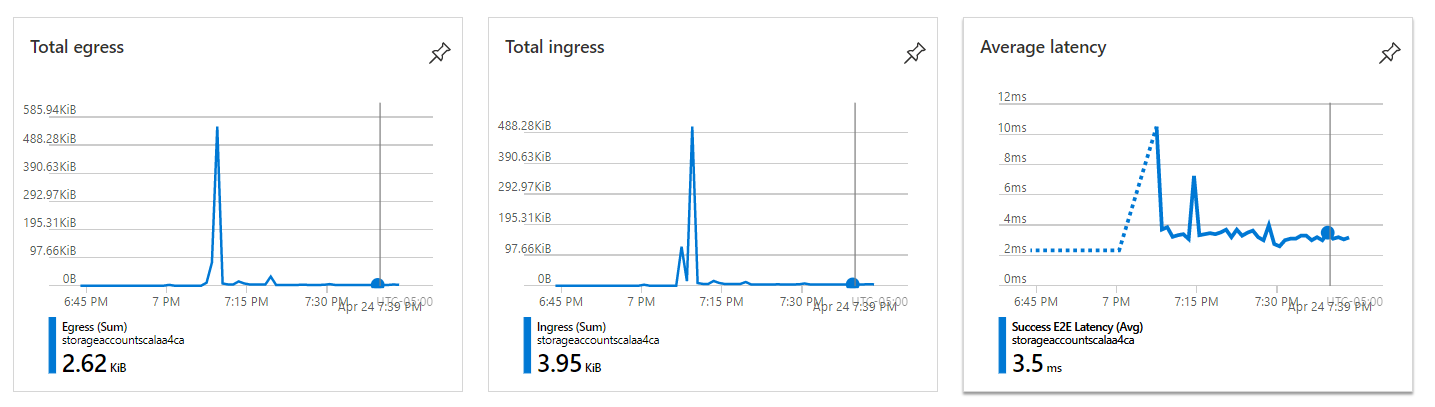 Total egress
585.94KiB
488.28KiB
390.63KiB
292.97KiB
195.31KiB
97.66KiB
0B
6:45 PM 7 PM 7:15 PM 7:30 PM UTC-05:00
Apr 24 7:39 PM
Egress (Sum)
storageaccountscalaa4ca
2.62 KiB
Total ingress
488.28KiB
390.63KiB
292.97KiB
195.31KiB
97.66KiB
0B
6:45 PM 7 PM 7:15 PM 7:30 PM UTC-05:00
Apr 24 7:39 PM
Ingress (Sum)
storageaccountscalaa4ca
3.95 KiB
Average latency
12ms
10ms
8ms
6ms
4ms
2ms
0ms
6:45 PM 7 PM 7:15 PM 7:30 PM UTC-05:00
Apr 24 7:39 PM
Success E2E Latency (Avg)
storageaccountscalaa4ca
3.5 ms